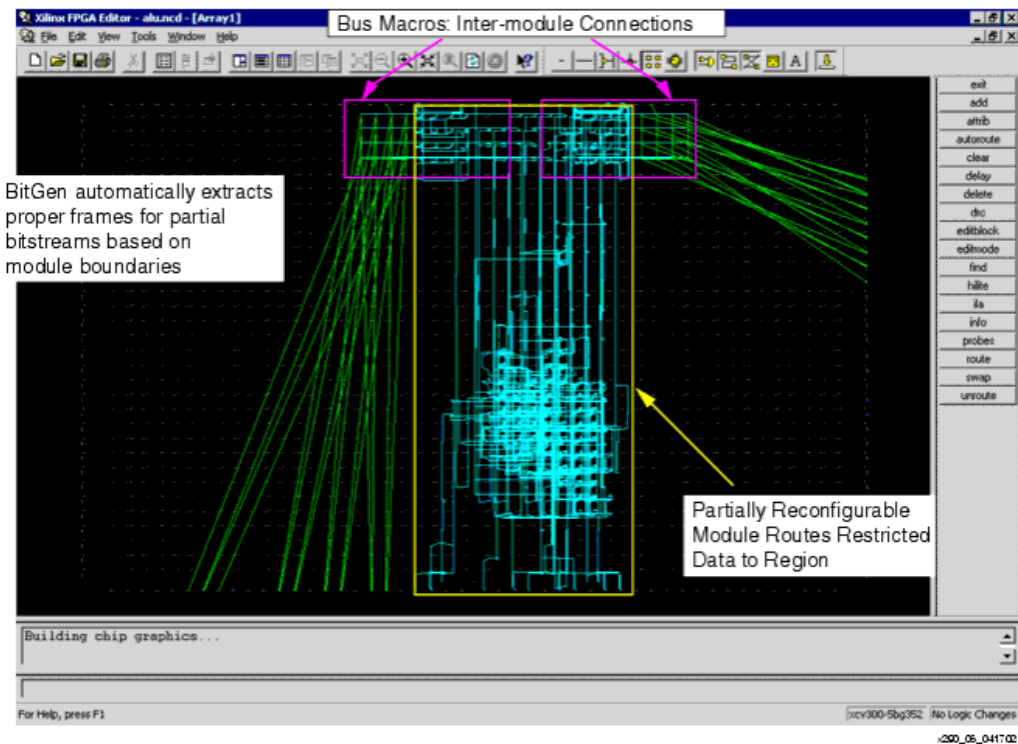 Xilinx FPGA Editor - alu.ncd - [Array1]
Bus Macros: Inter-module Connections
File Edit View Tools Window Help
A
exit
add
attrib
autoroute
clear
delay
delete
drc
editblock
editmode
find
hilite
ila
info
probes
route
swap
unroute
BitGen automatically extracts
proper frames for partial
bitstreams based on
module boundaries
Partially Reconfigurable
Module Routes Restricted
Data to Region
Building chip graphics...
For Help, press F1
xcv300-5bg352 No Logic Changes
x290_05_041702